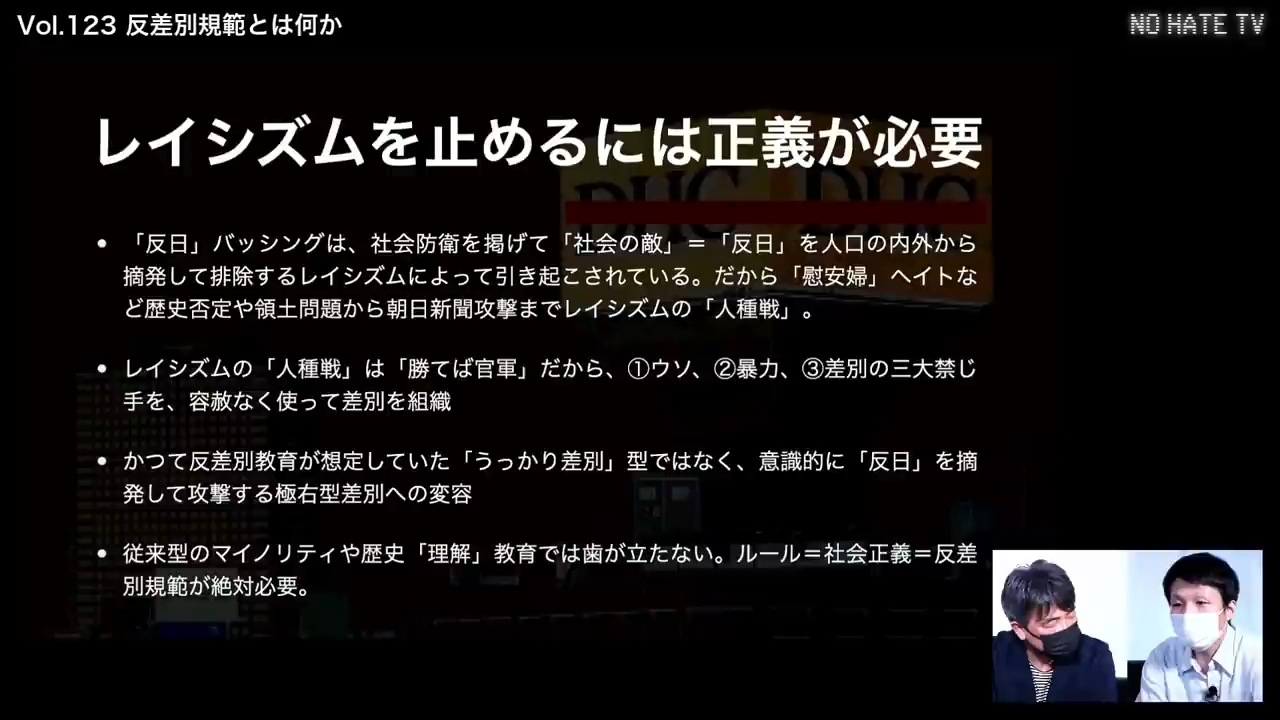 Vol.123 反差別規範とは何か
NO HATE TV
レイシズムを止めるには正義が必要
DHC DHC
• 「反日」バッシングは、社会防衛を掲げて「社会の敵」＝「反日」を人口の内外から
摘発して排除するレイシズムによって引き起こされている。だから「慰安婦」ヘイトな
ど歴史否定や領土問題から朝日新聞攻撃までレイシズムの「人種戦」。
• レイシズムの「人種戦」は「勝てば官軍」だから、①ウソ、②暴力、③差別の三大禁じ
手を、容赦なく使って差別を組織
• かつて反差別教育が想定していた「うっかり差別」型ではなく、意識的に「反日」を摘
発して攻撃する極右型差別への変容
• 従来型のマイノリティや歴史「理解」教育では歯が立たない。ルール＝社会正義＝反差
別規範が絶対必要。